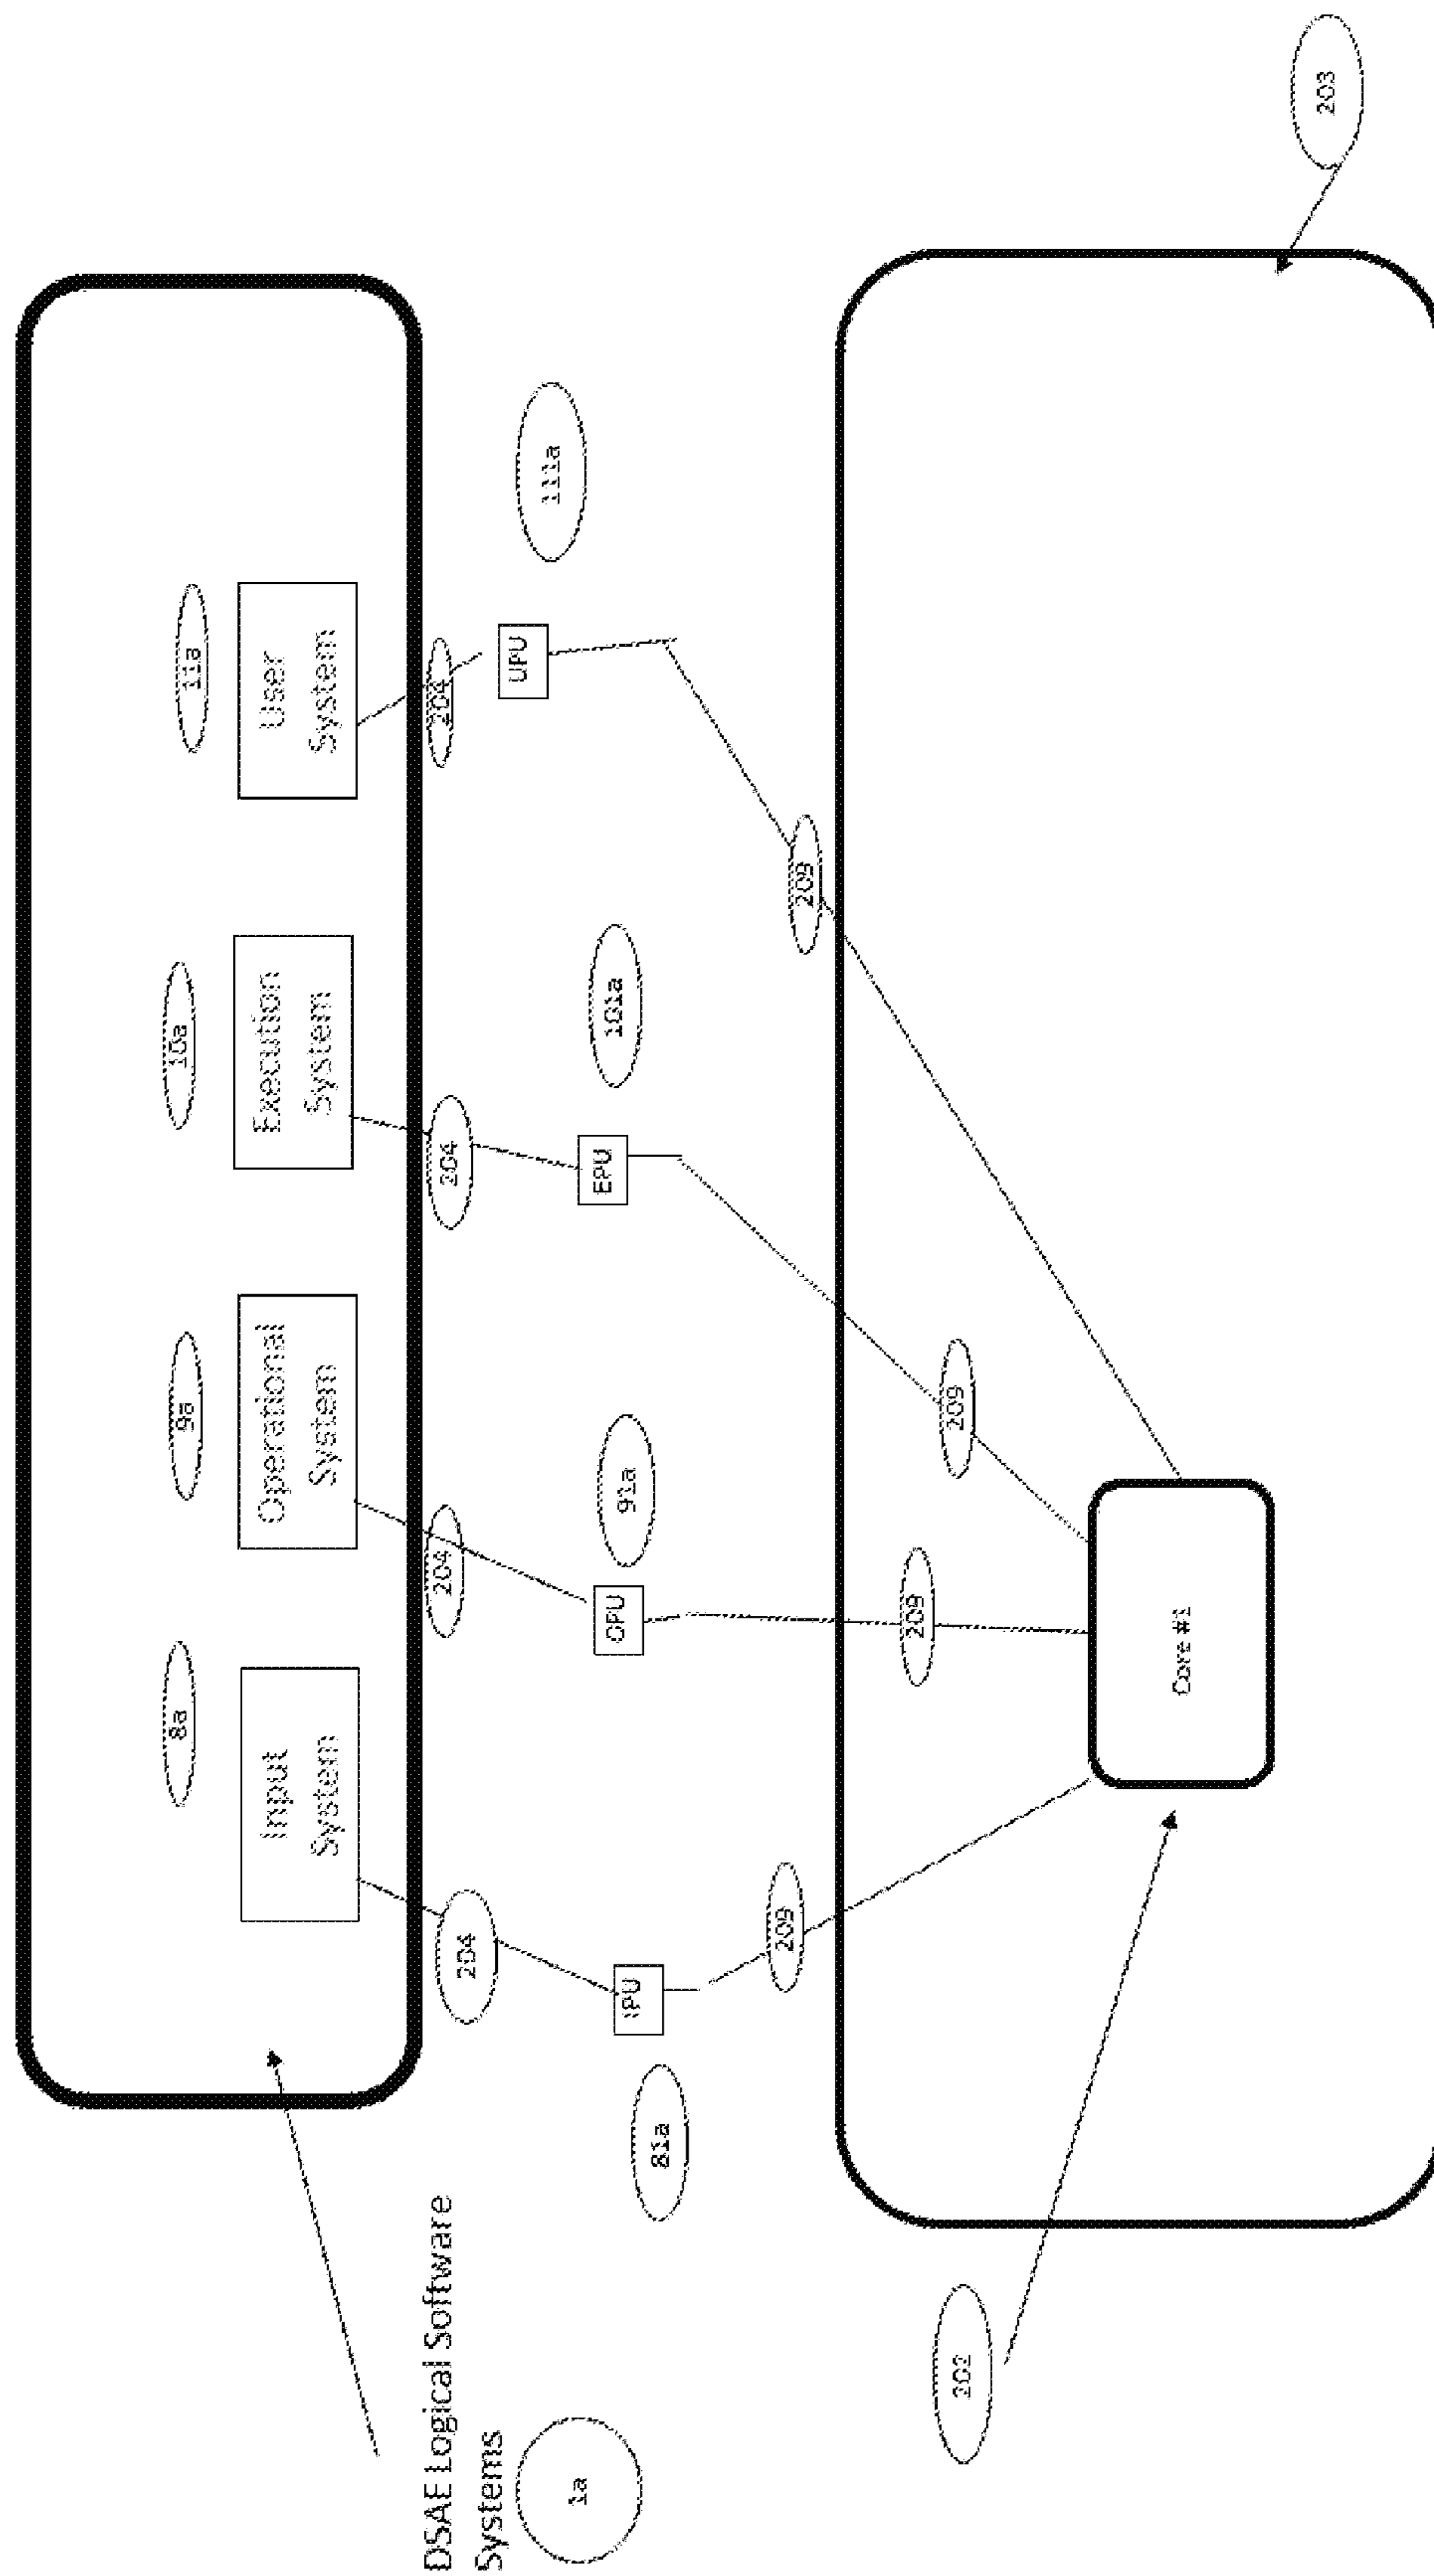 8a
9a
10a
11a
Input
System
Operational
System
Execution
System
User
System
DSAE Logical Software
Systems
1a
204
204
204
204
IPU
OPU
EPU
UPU
81a
91a
101a
111a
209
209
209
209
202
Core #1
203